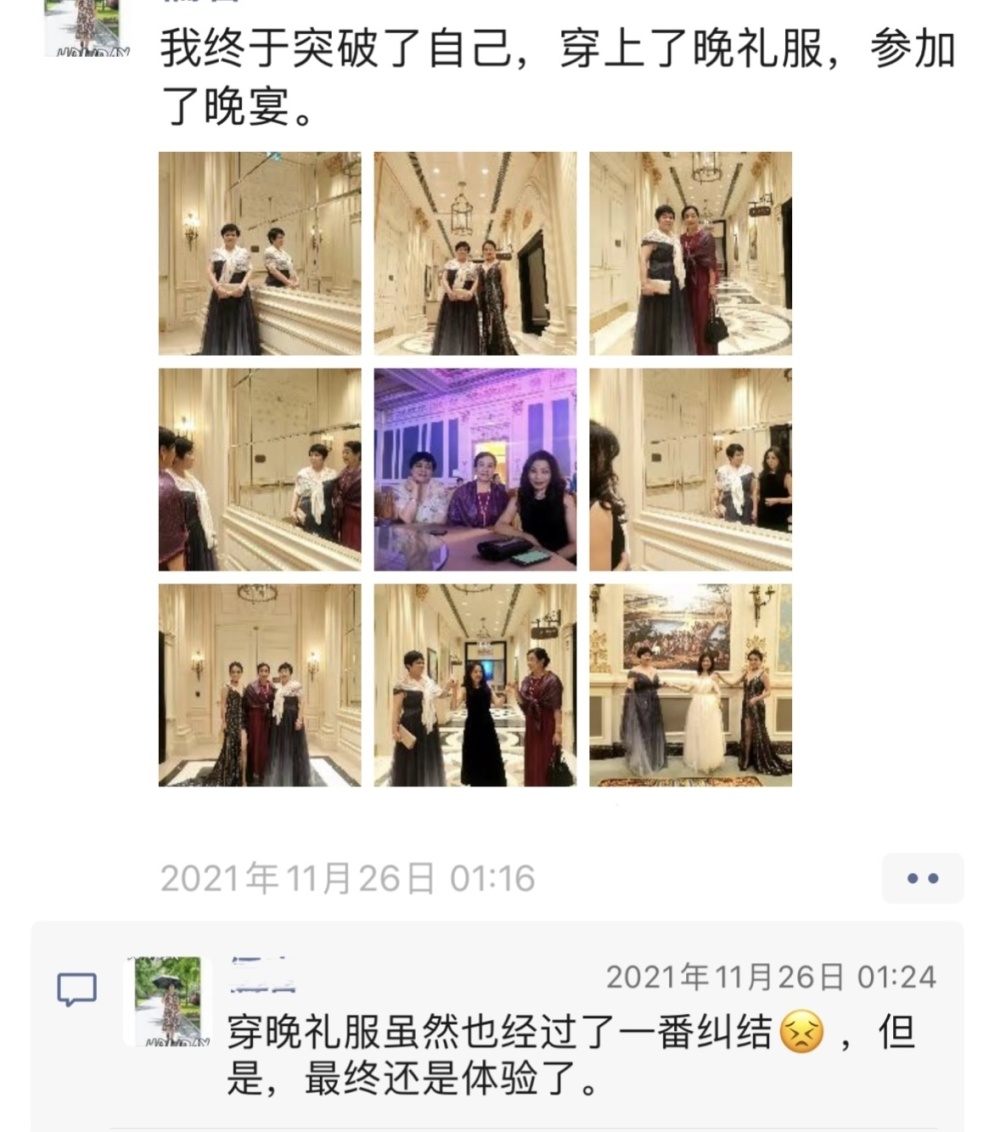 HOLIDAY
我终于突破了自己，穿上了晚礼服，参加
了晚宴。
2021年11月26日 01:16
2021年11月26日 01:24
HOLIDAY
穿晚礼服虽然也经过了一番纠结😣，但
是，最终还是体验了。